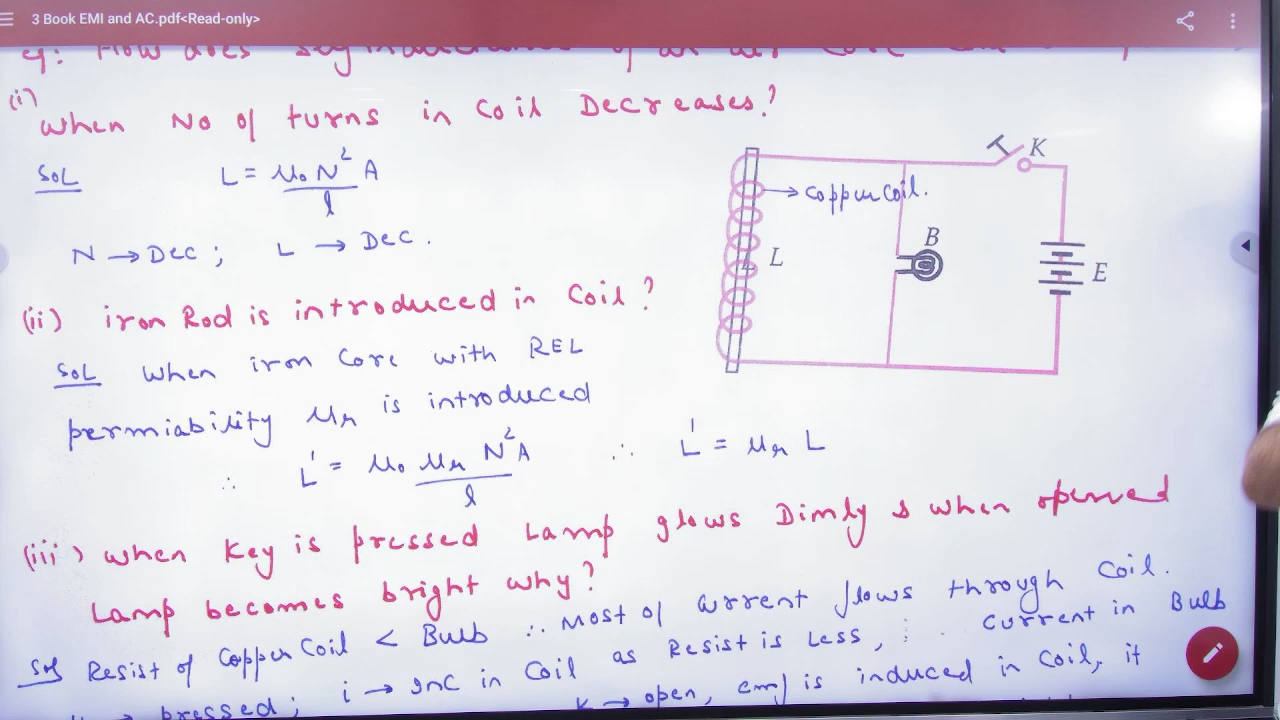 3 Book EMI and AC.pdf<Read-only>
(i)
when No of turns in coil Decreases?
SOL L = μ₀N²A / l
N → Dec ; L → Dec .
(ii) iron Rod is introduced in Coil ?
SOL when iron Core with REL
permiability μr is introduced
∴ L' = μ₀ μr N²A / l ∴ L' = μr L
(iii) when Key is pressed Lamp glows Dimly & when opened
Lamp becomes bright why?
Sol Resist of Copper Coil < Bulb ∴ Most of current flows through coil.
as Resist is Less, ∴ current in Bulb
pressed; i → Inc in Coil
K → open, emf is induced in coil, it
K
→ copper coil.
B
L
E